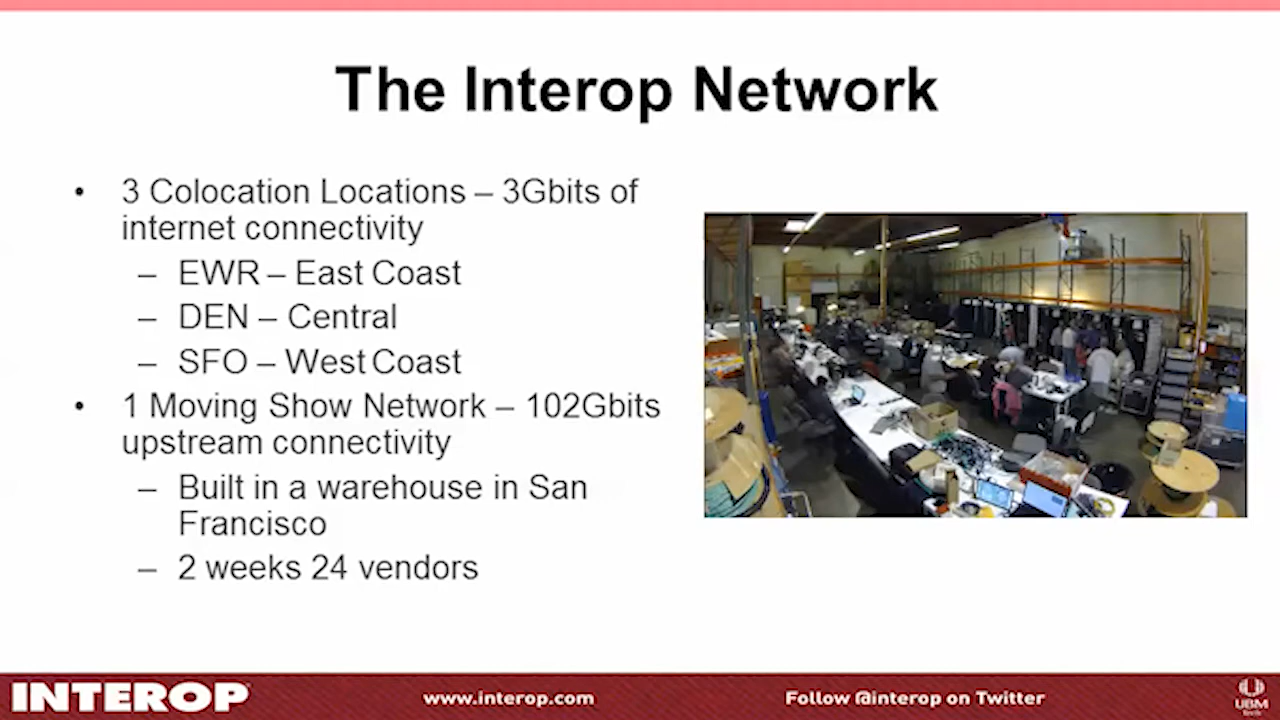 The Interop Network
• 3 Colocation Locations – 3Gbits of
internet connectivity
– EWR – East Coast
– DEN – Central
– SFO – West Coast
• 1 Moving Show Network – 102Gbits
upstream connectivity
– Built in a warehouse in San
Francisco
– 2 weeks 24 vendors
INTEROP
www.interop.com
Follow @interop on Twitter
UBM
Tech